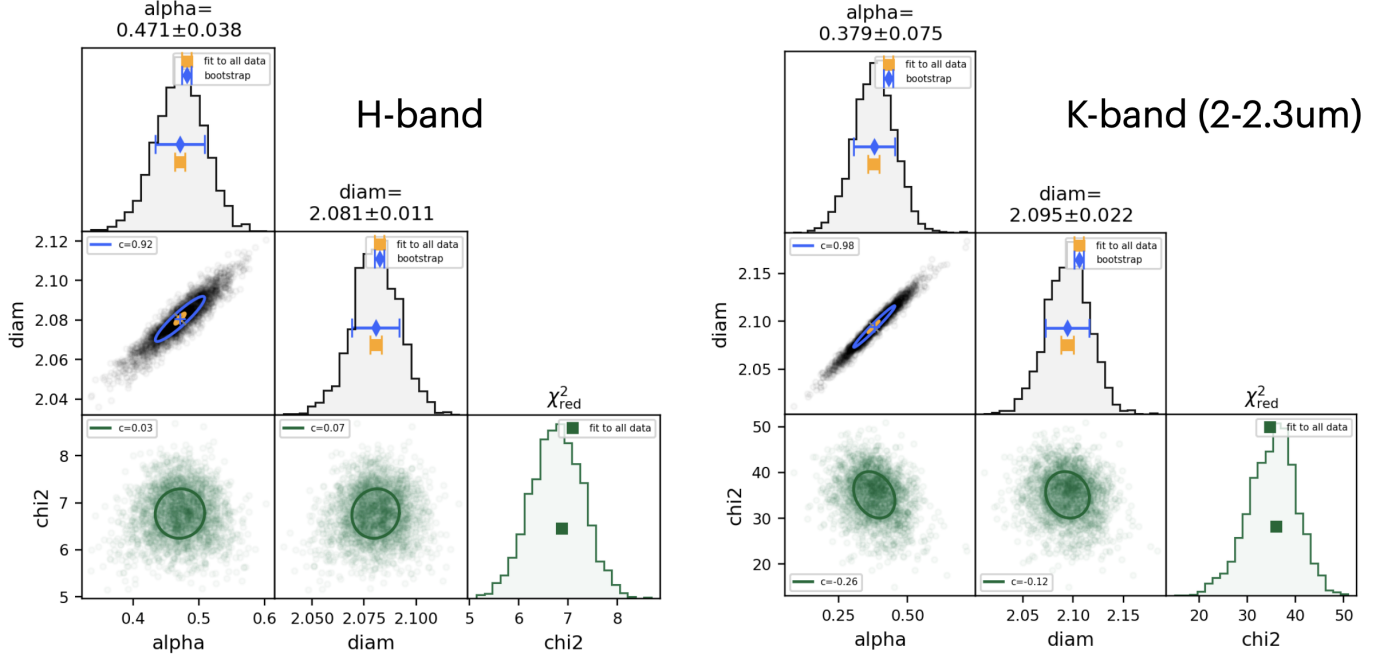 alpha=
0.471±0.038
fit to all data
bootstrap
H-band
diam=
2.081±0.011
fit to all data
bootstrap
2.12
2.10
2.08
2.06
2.04
diam
c=0.92
χ²red
fit to all data
c=0.03
c=0.07
8
7
6
5
chi2
0.4 0.5 0.6
alpha
2.050 2.075 2.100
diam
5 6 7 8
chi2
alpha=
0.379±0.075
fit to all data
bootstrap
K-band (2-2.3um)
diam=
2.095±0.022
fit to all data
bootstrap
2.15
2.10
2.05
diam
c=0.98
χ²red
fit to all data
50
40
30
20
chi2
c=-0.26
c=-0.12
0.25 0.50
alpha
2.05 2.10 2.15
diam
20 30 40 50
chi2